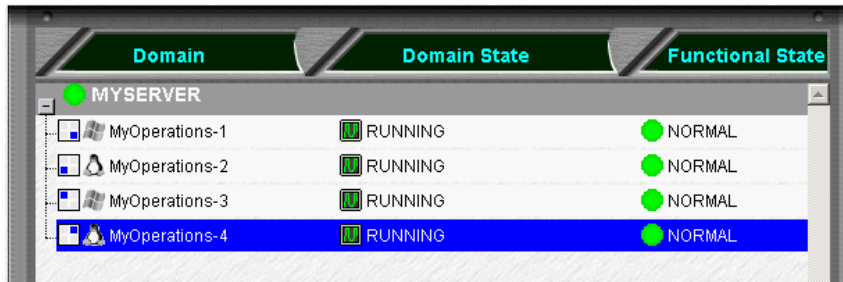 Domain Domain State Functional State
MYSERVER
MyOperations-1 RUNNING NORMAL
MyOperations-2 RUNNING NORMAL
MyOperations-3 RUNNING NORMAL
MyOperations-4 RUNNING NORMAL